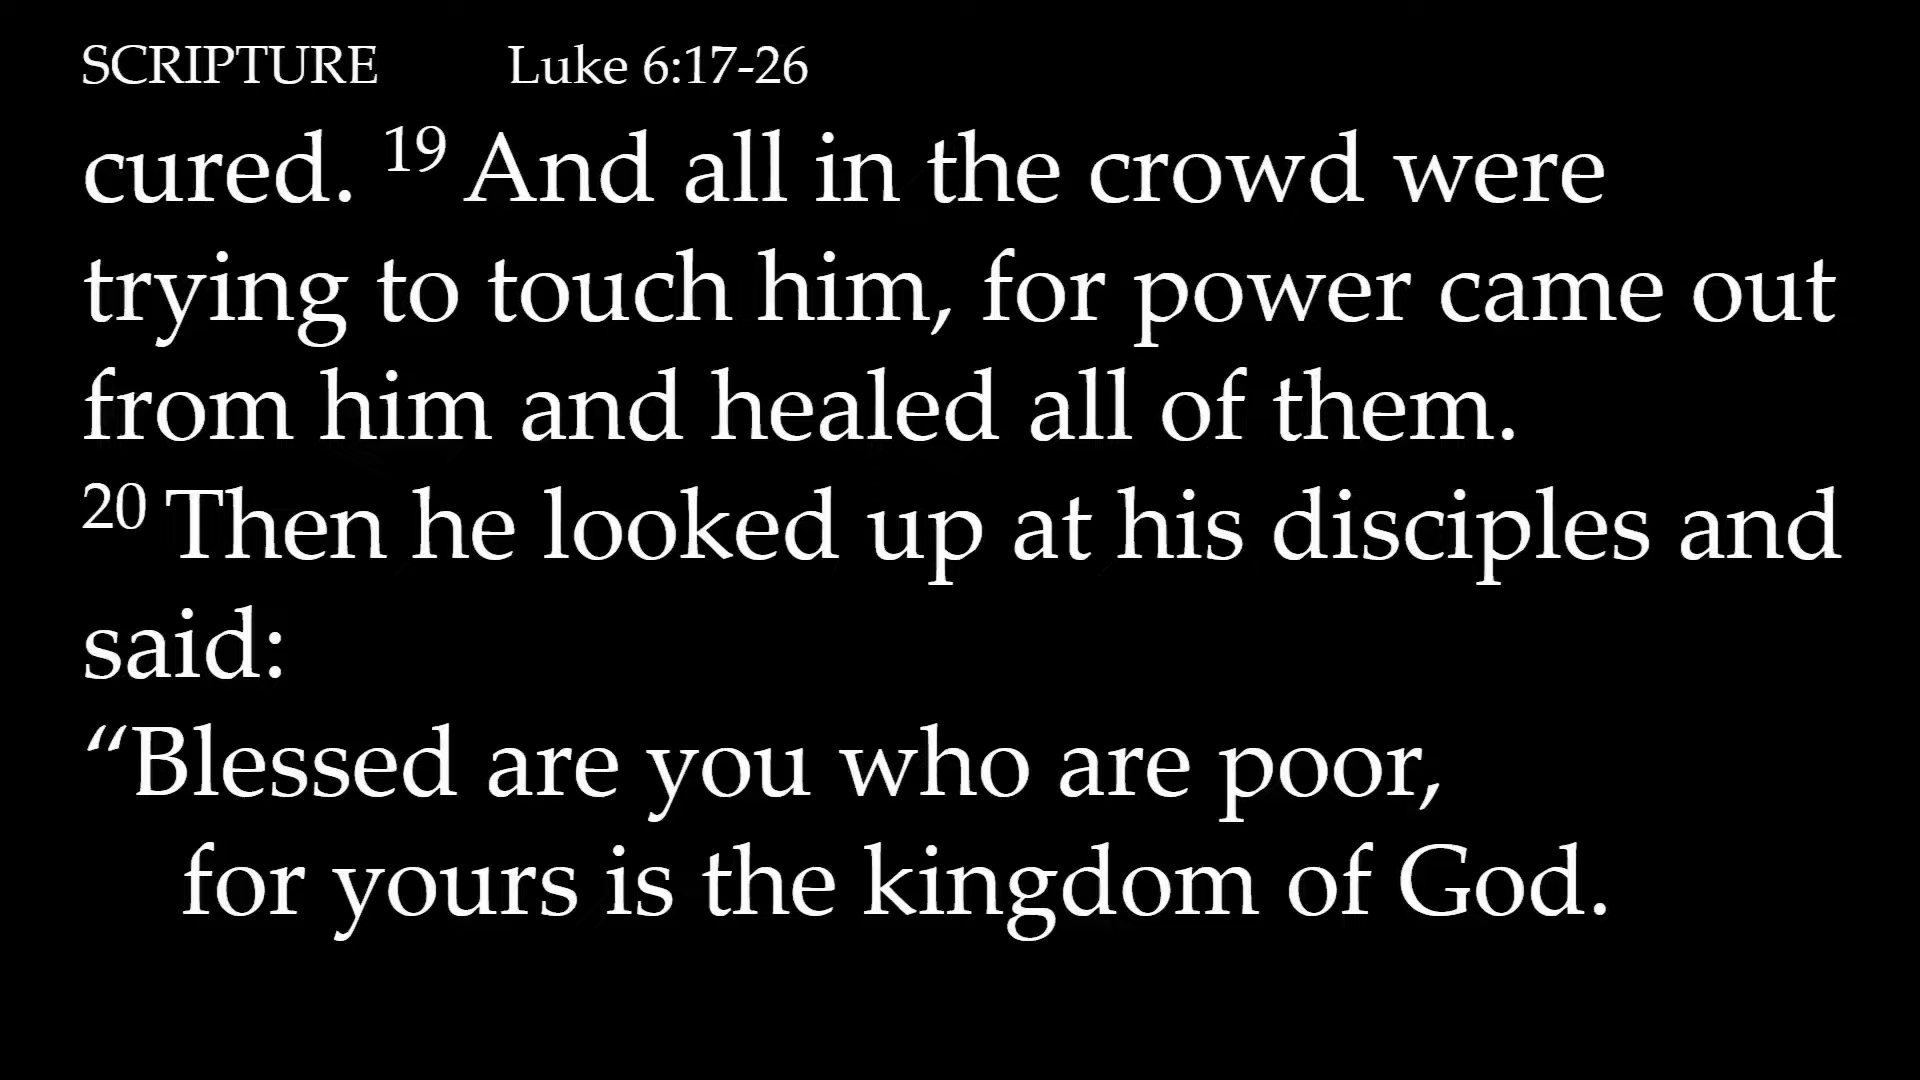 SCRIPTURE Luke 6:17-26
cured. 19 And all in the crowd were
trying to touch him, for power came out
from him and healed all of them.
20 Then he looked up at his disciples and
said:
“Blessed are you who are poor,
for yours is the kingdom of God.